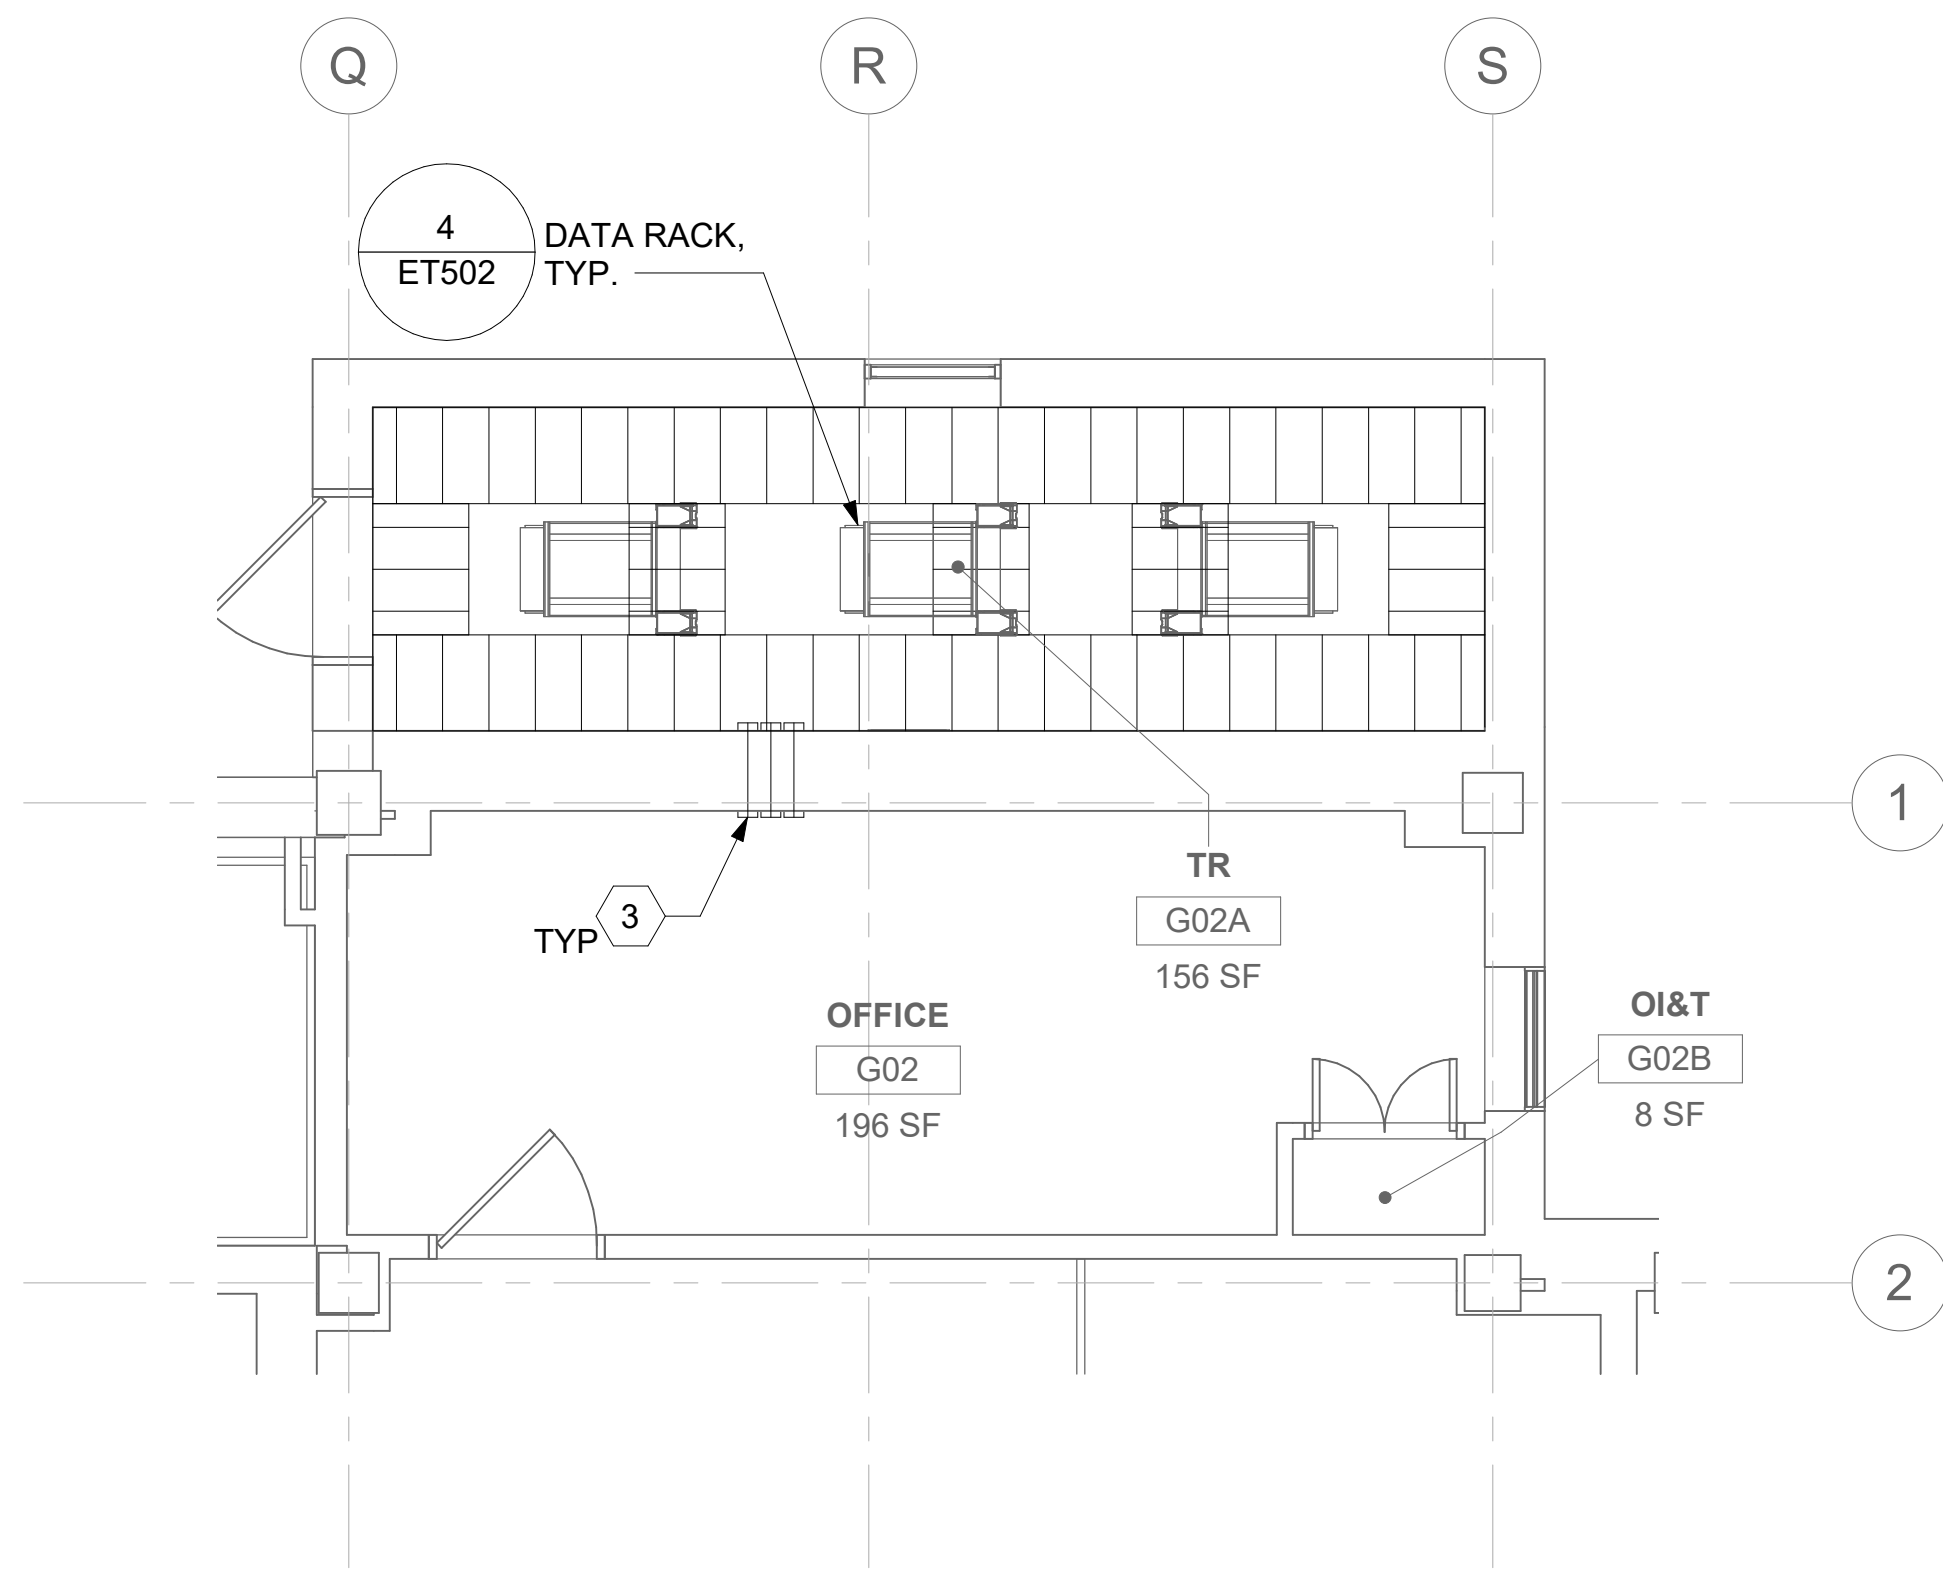 Q
R
S
4
ET502
DATA RACK,
TYP.
1
3
TYP
TR
G02A
156 SF
OFFICE
G02
196 SF
OI&T
G02B
8 SF
2